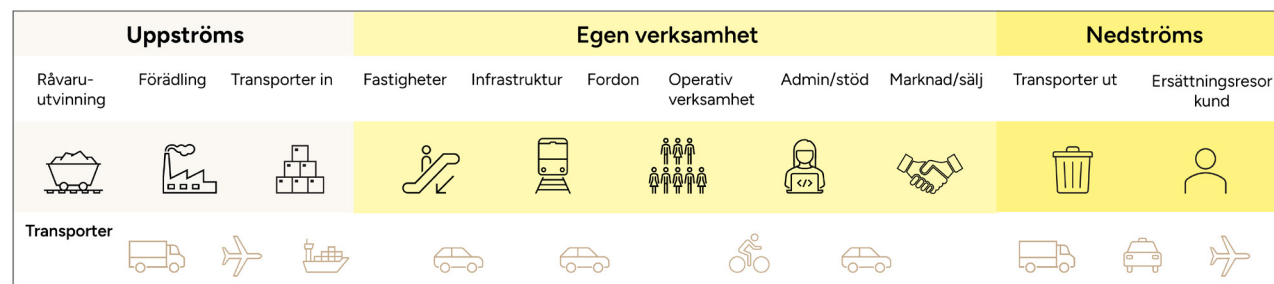 Uppströms
Egen verksamhet
Nedströms
Råvaru-
utvinning
Förädling
Transporter in
Fastigheter
Infrastruktur
Fordon
Operativ
verksamhet
Admin/stöd
Marknad/sälj
Transporter ut
Ersättningsresor
kund
</>
Transporter